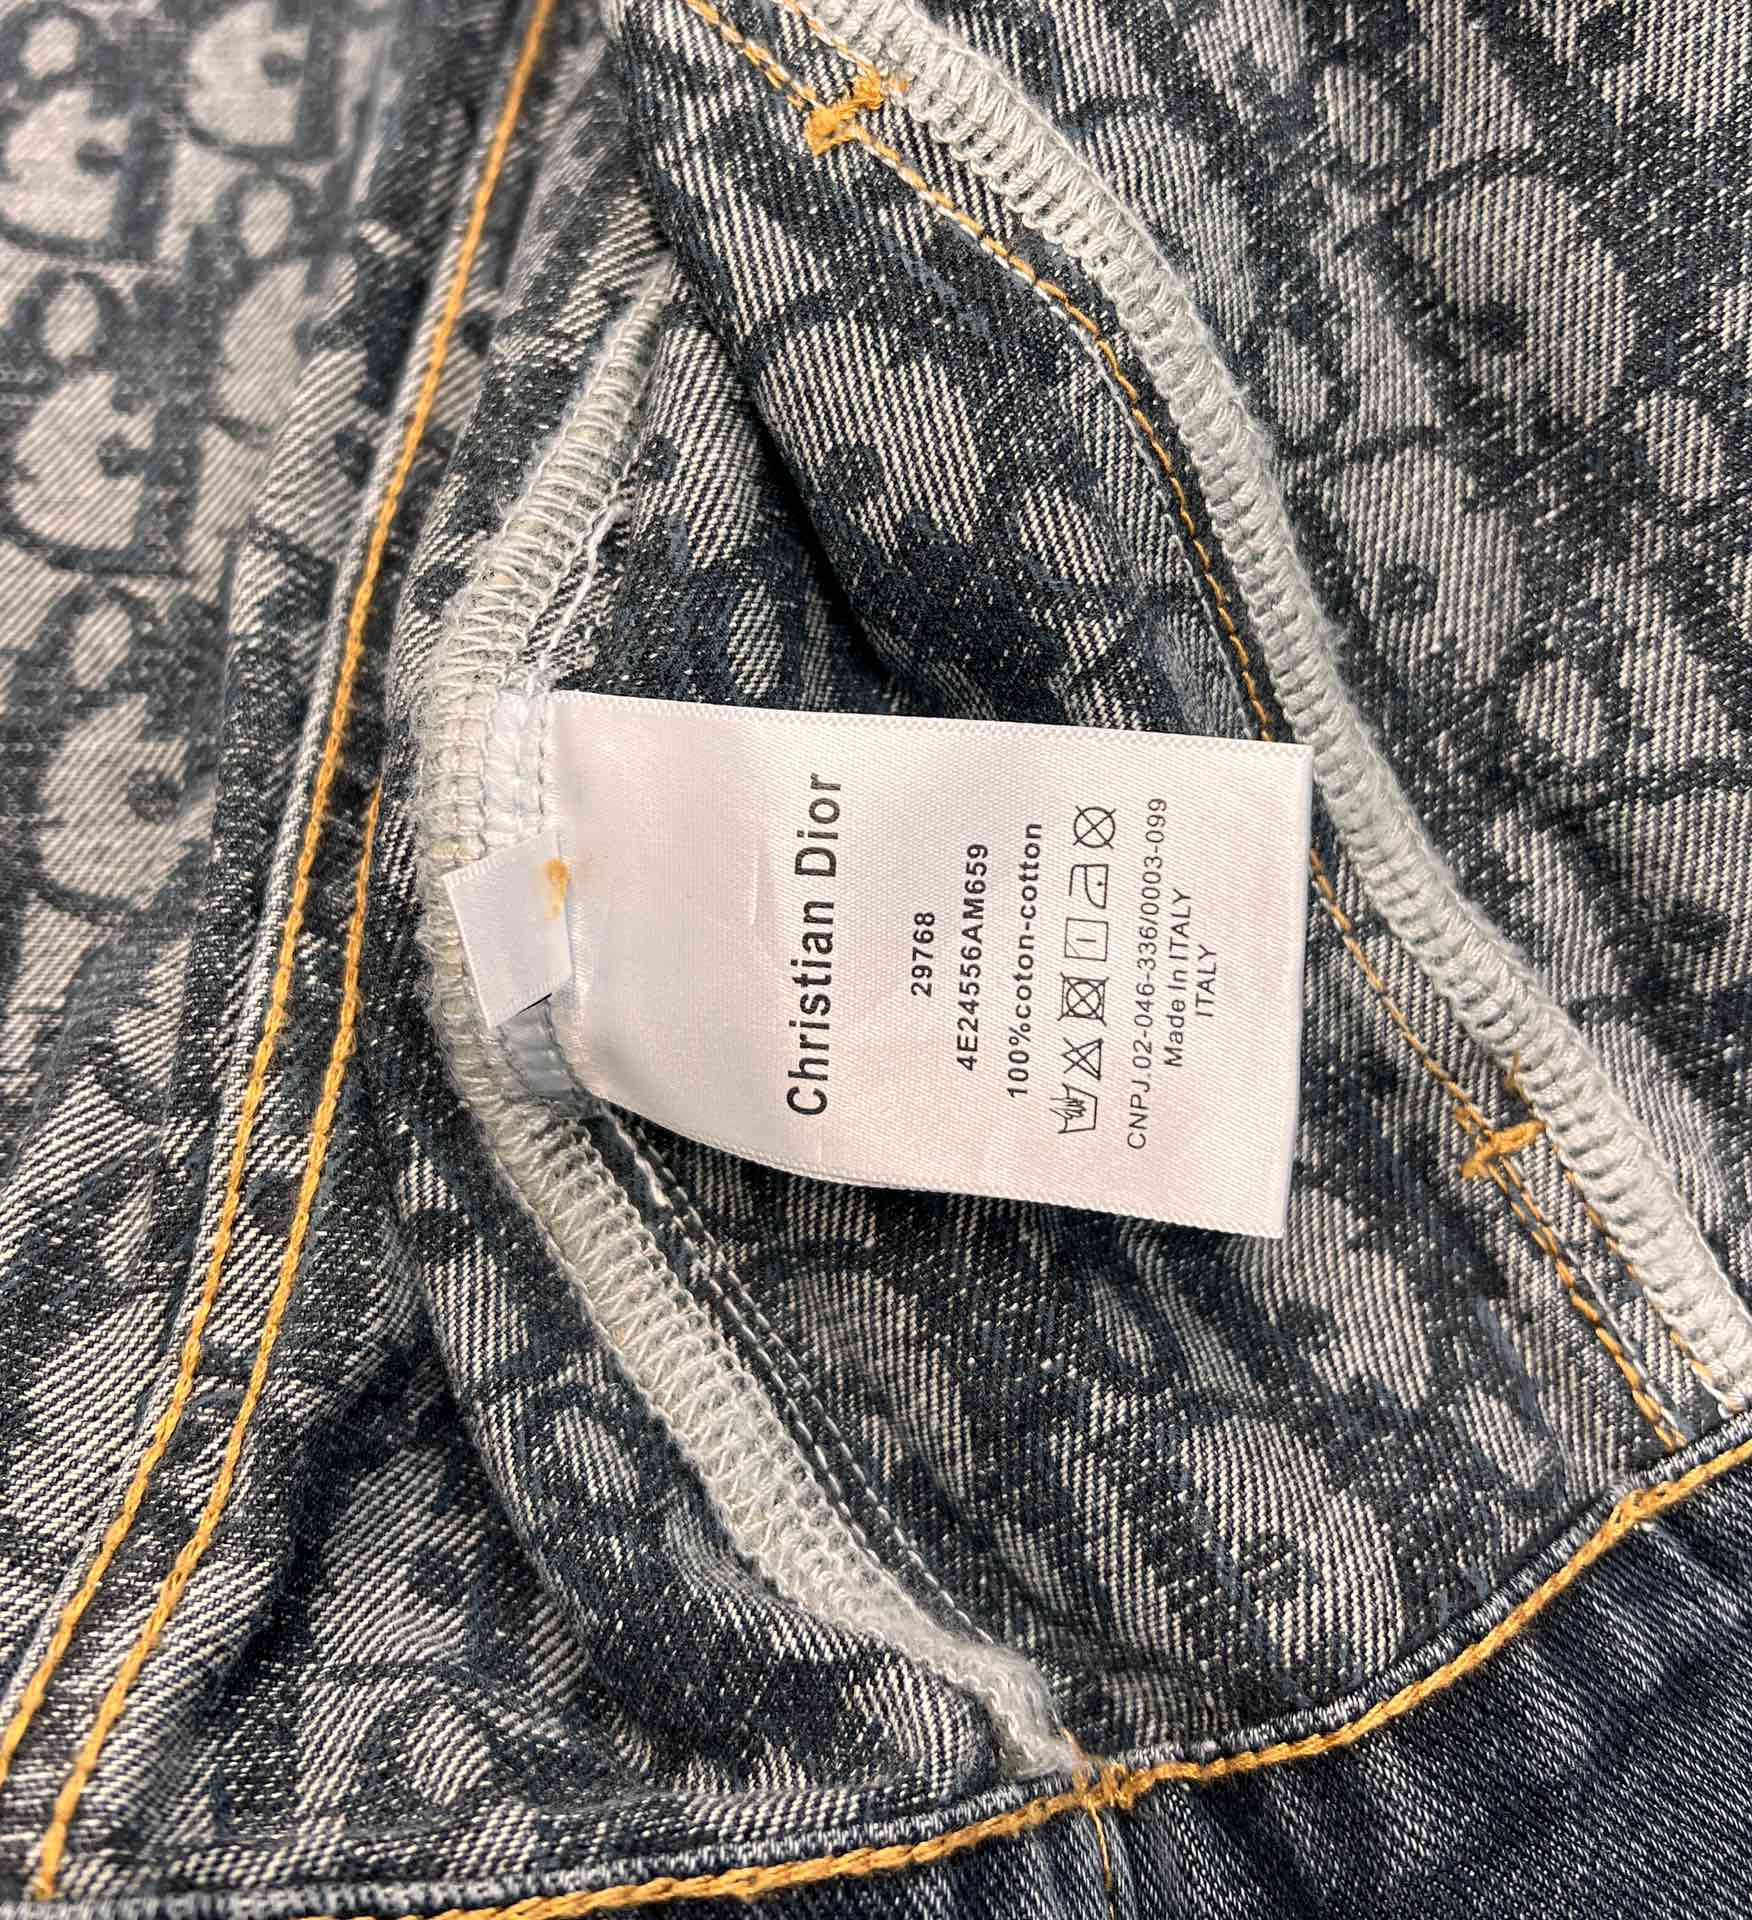 Christian Dior
29768
4E24556AM659
100%coton-cotton
CNPJ.02-046-336/0003-099
Made In ITALY
ITALY